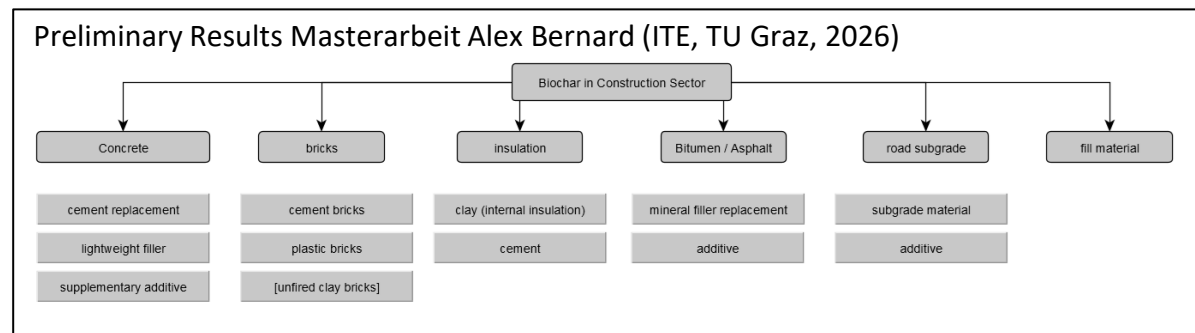 Preliminary Results Masterarbeit Alex Bernard (ITE, TU Graz, 2026)
Biochar in Construction Sector
Concrete
bricks
insulation
Bitumen / Asphalt
road subgrade
fill material
cement replacement
cement bricks
clay (internal insulation)
mineral filler replacement
subgrade material
lightweight filler
plastic bricks
cement
additive
additive
supplementary additive
[unfired clay bricks]